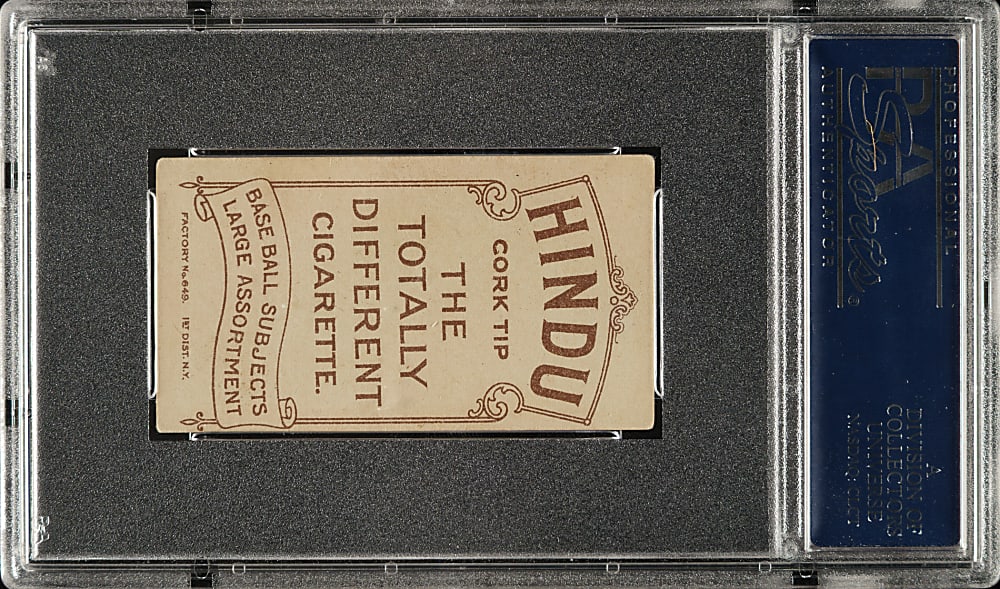 HINDU
CORK TIP
THE
TOTALLY
DIFFERENT
CIGARETTE.
BASE BALL SUBJECTS
LARGE ASSORTMENT
FACTORY No. 649. 1ST DIST. N.Y.
PROFESSIONAL
PSA
Sports®
AUTHENTICATOR
A
DIVISION OF
COLLECTORS
UNIVERSE
NASDAQ: CLCT